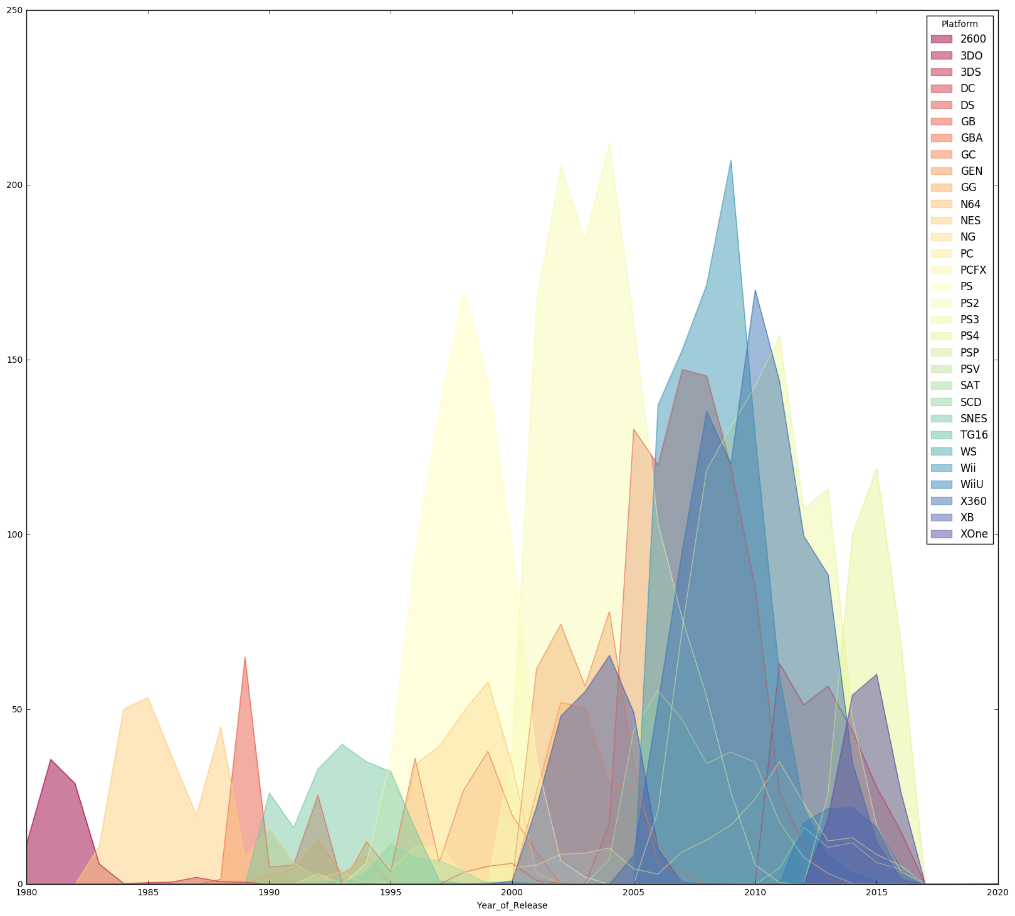 250
200
150
100
50
0
1980
1985
1990
1995
2000
2005
2010
2015
2020
Year_of_Release
Platform
2600
3DO
3DS
DC
DS
GB
GBA
GC
GEN
GG
N64
NES
NG
PC
PCFX
PS
PS2
PS3
PS4
PSP
PSV
SAT
SCD
SNES
TG16
WS
Wii
WiiU
X360
XB
XOne